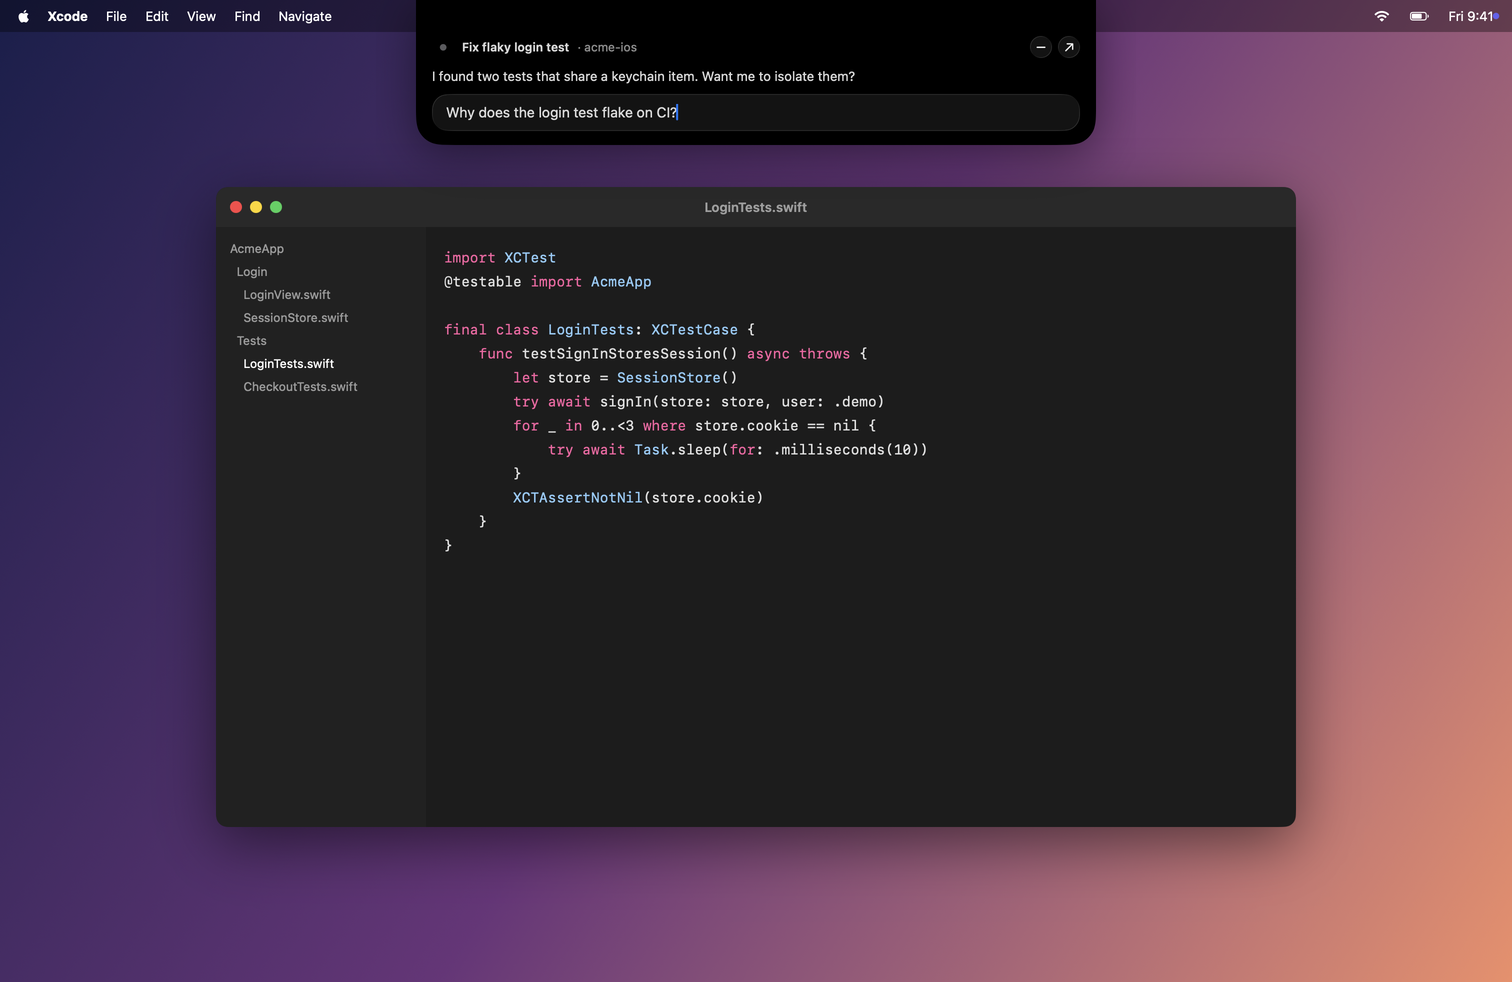 Xcode File Edit View Find Navigate Fri 9:41
Fix flaky login test · acme-ios
I found two tests that share a keychain item. Want me to isolate them?
Why does the login test flake on CI?
LoginTests.swift
AcmeApp
Login
LoginView.swift
SessionStore.swift
Tests
LoginTests.swift
CheckoutTests.swift
import XCTest
@testable import AcmeApp
final class LoginTests: XCTestCase {
    func testSignInStoresSession() async throws {
        let store = SessionStore()
        try await signIn(store: store, user: .demo)
        for _ in 0..<3 where store.cookie == nil {
            try await Task.sleep(for: .milliseconds(10))
        }
        XCTAssertNotNil(store.cookie)
    }
}